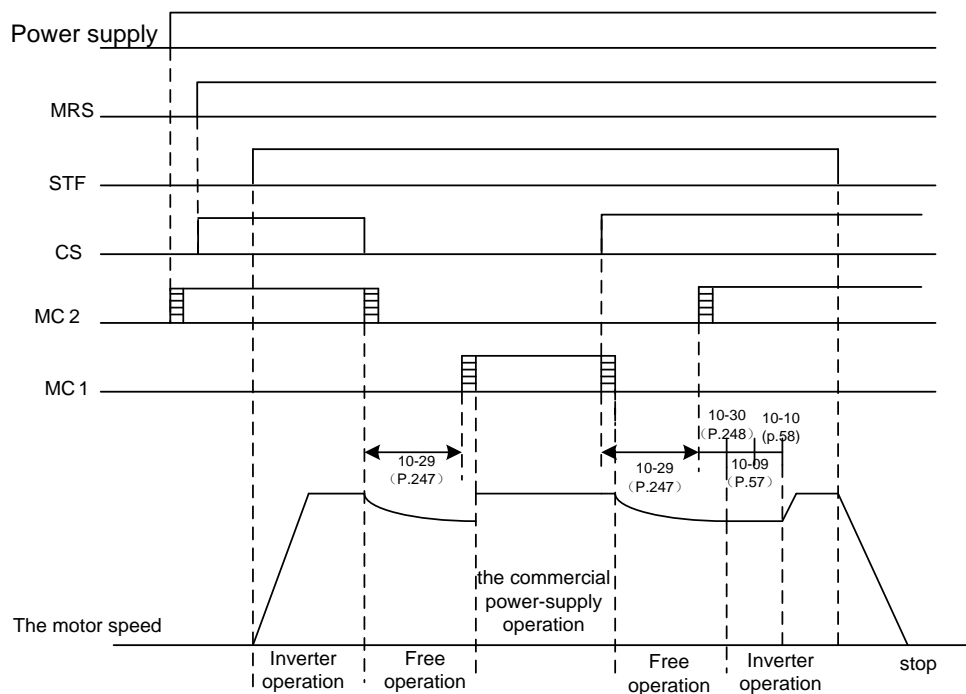 Power supply
MRS
STF
CS
MC 2
MC 1
10-30
（P.248）
10-10
(p.58)
10-29
（P.247）
10-29
（P.247）
10-09
（P.57）
the commercial
power-supply
operation
The motor speed
Inverter
operation
Free
operation
Free
operation
Inverter
operation
stop